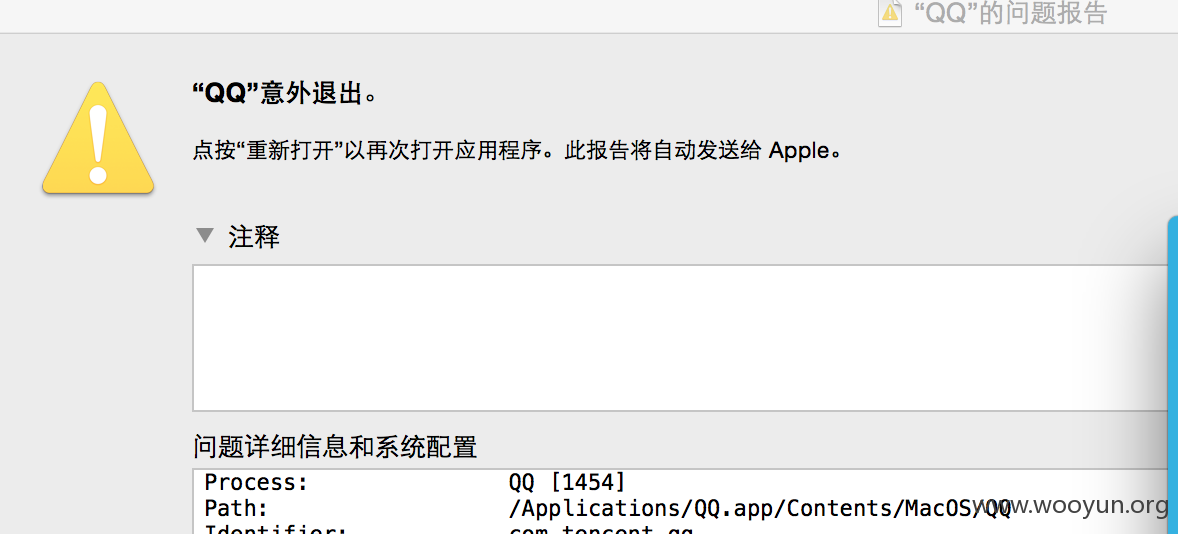 “QQ”的问题报告
“QQ”意外退出。
点按“重新打开”以再次打开应用程序。此报告将自动发送给 Apple。
注释
问题详细信息和系统配置
Process: QQ [1454]
Path: /Applications/QQ.app/Contents/MacOS/QQ
www.wooyun.org
Identifier: com.tencent.qq